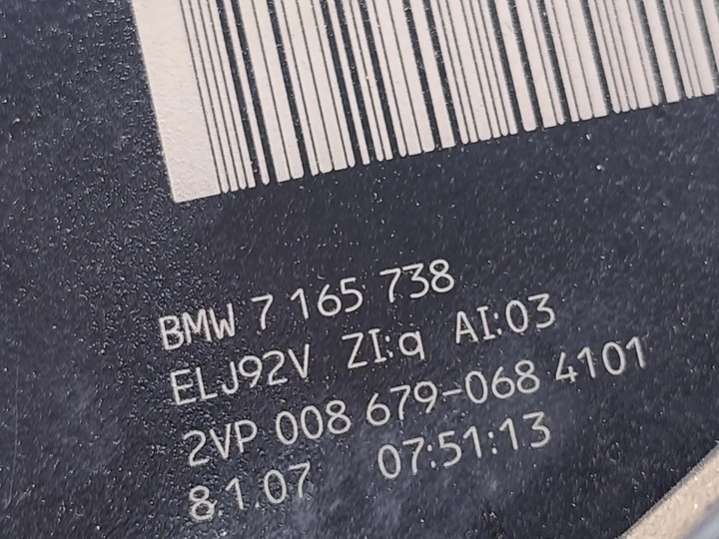 BMW 7 165 738
ELJ92V ZI:q AI:03
2VP 008 679-068 4101
8.1.07 07:51:13